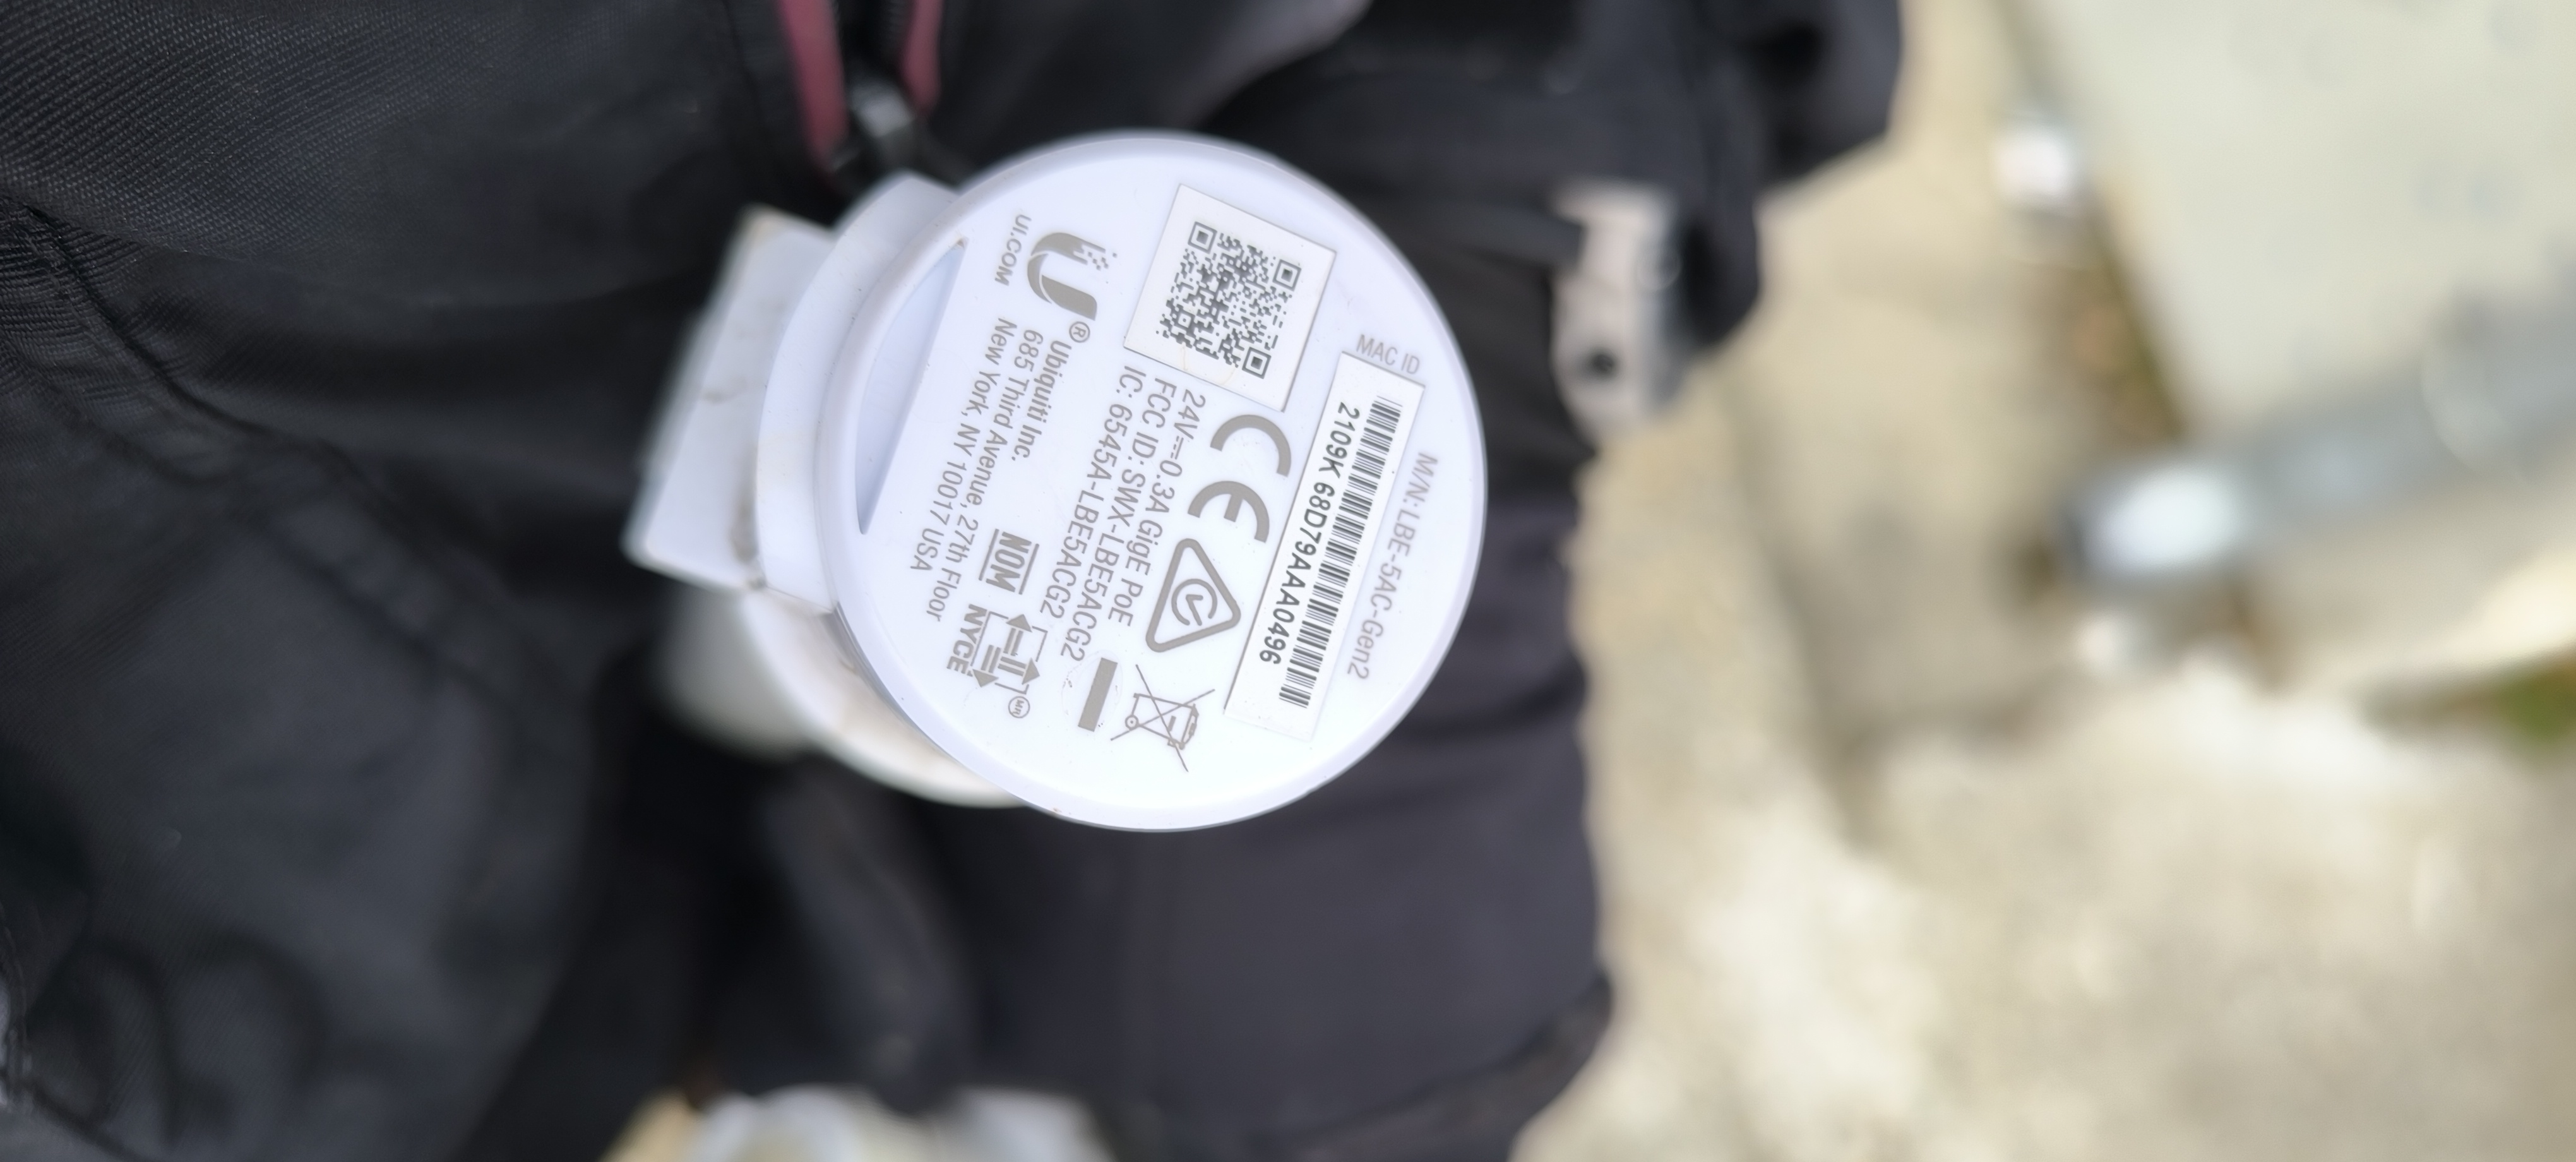 M/N:LBE-5AC-Gen2
MAC ID
2109K 68D79AAA0496
24V⎓0.3A GigE PoE
FCC ID: SWX-LBE5ACG2
IC: 6545A-LBE5ACG2
UI.COM
Ubiquiti Inc.
685 Third Avenue, 27th Floor
New York, NY 10017 USA
NOM
NYCE